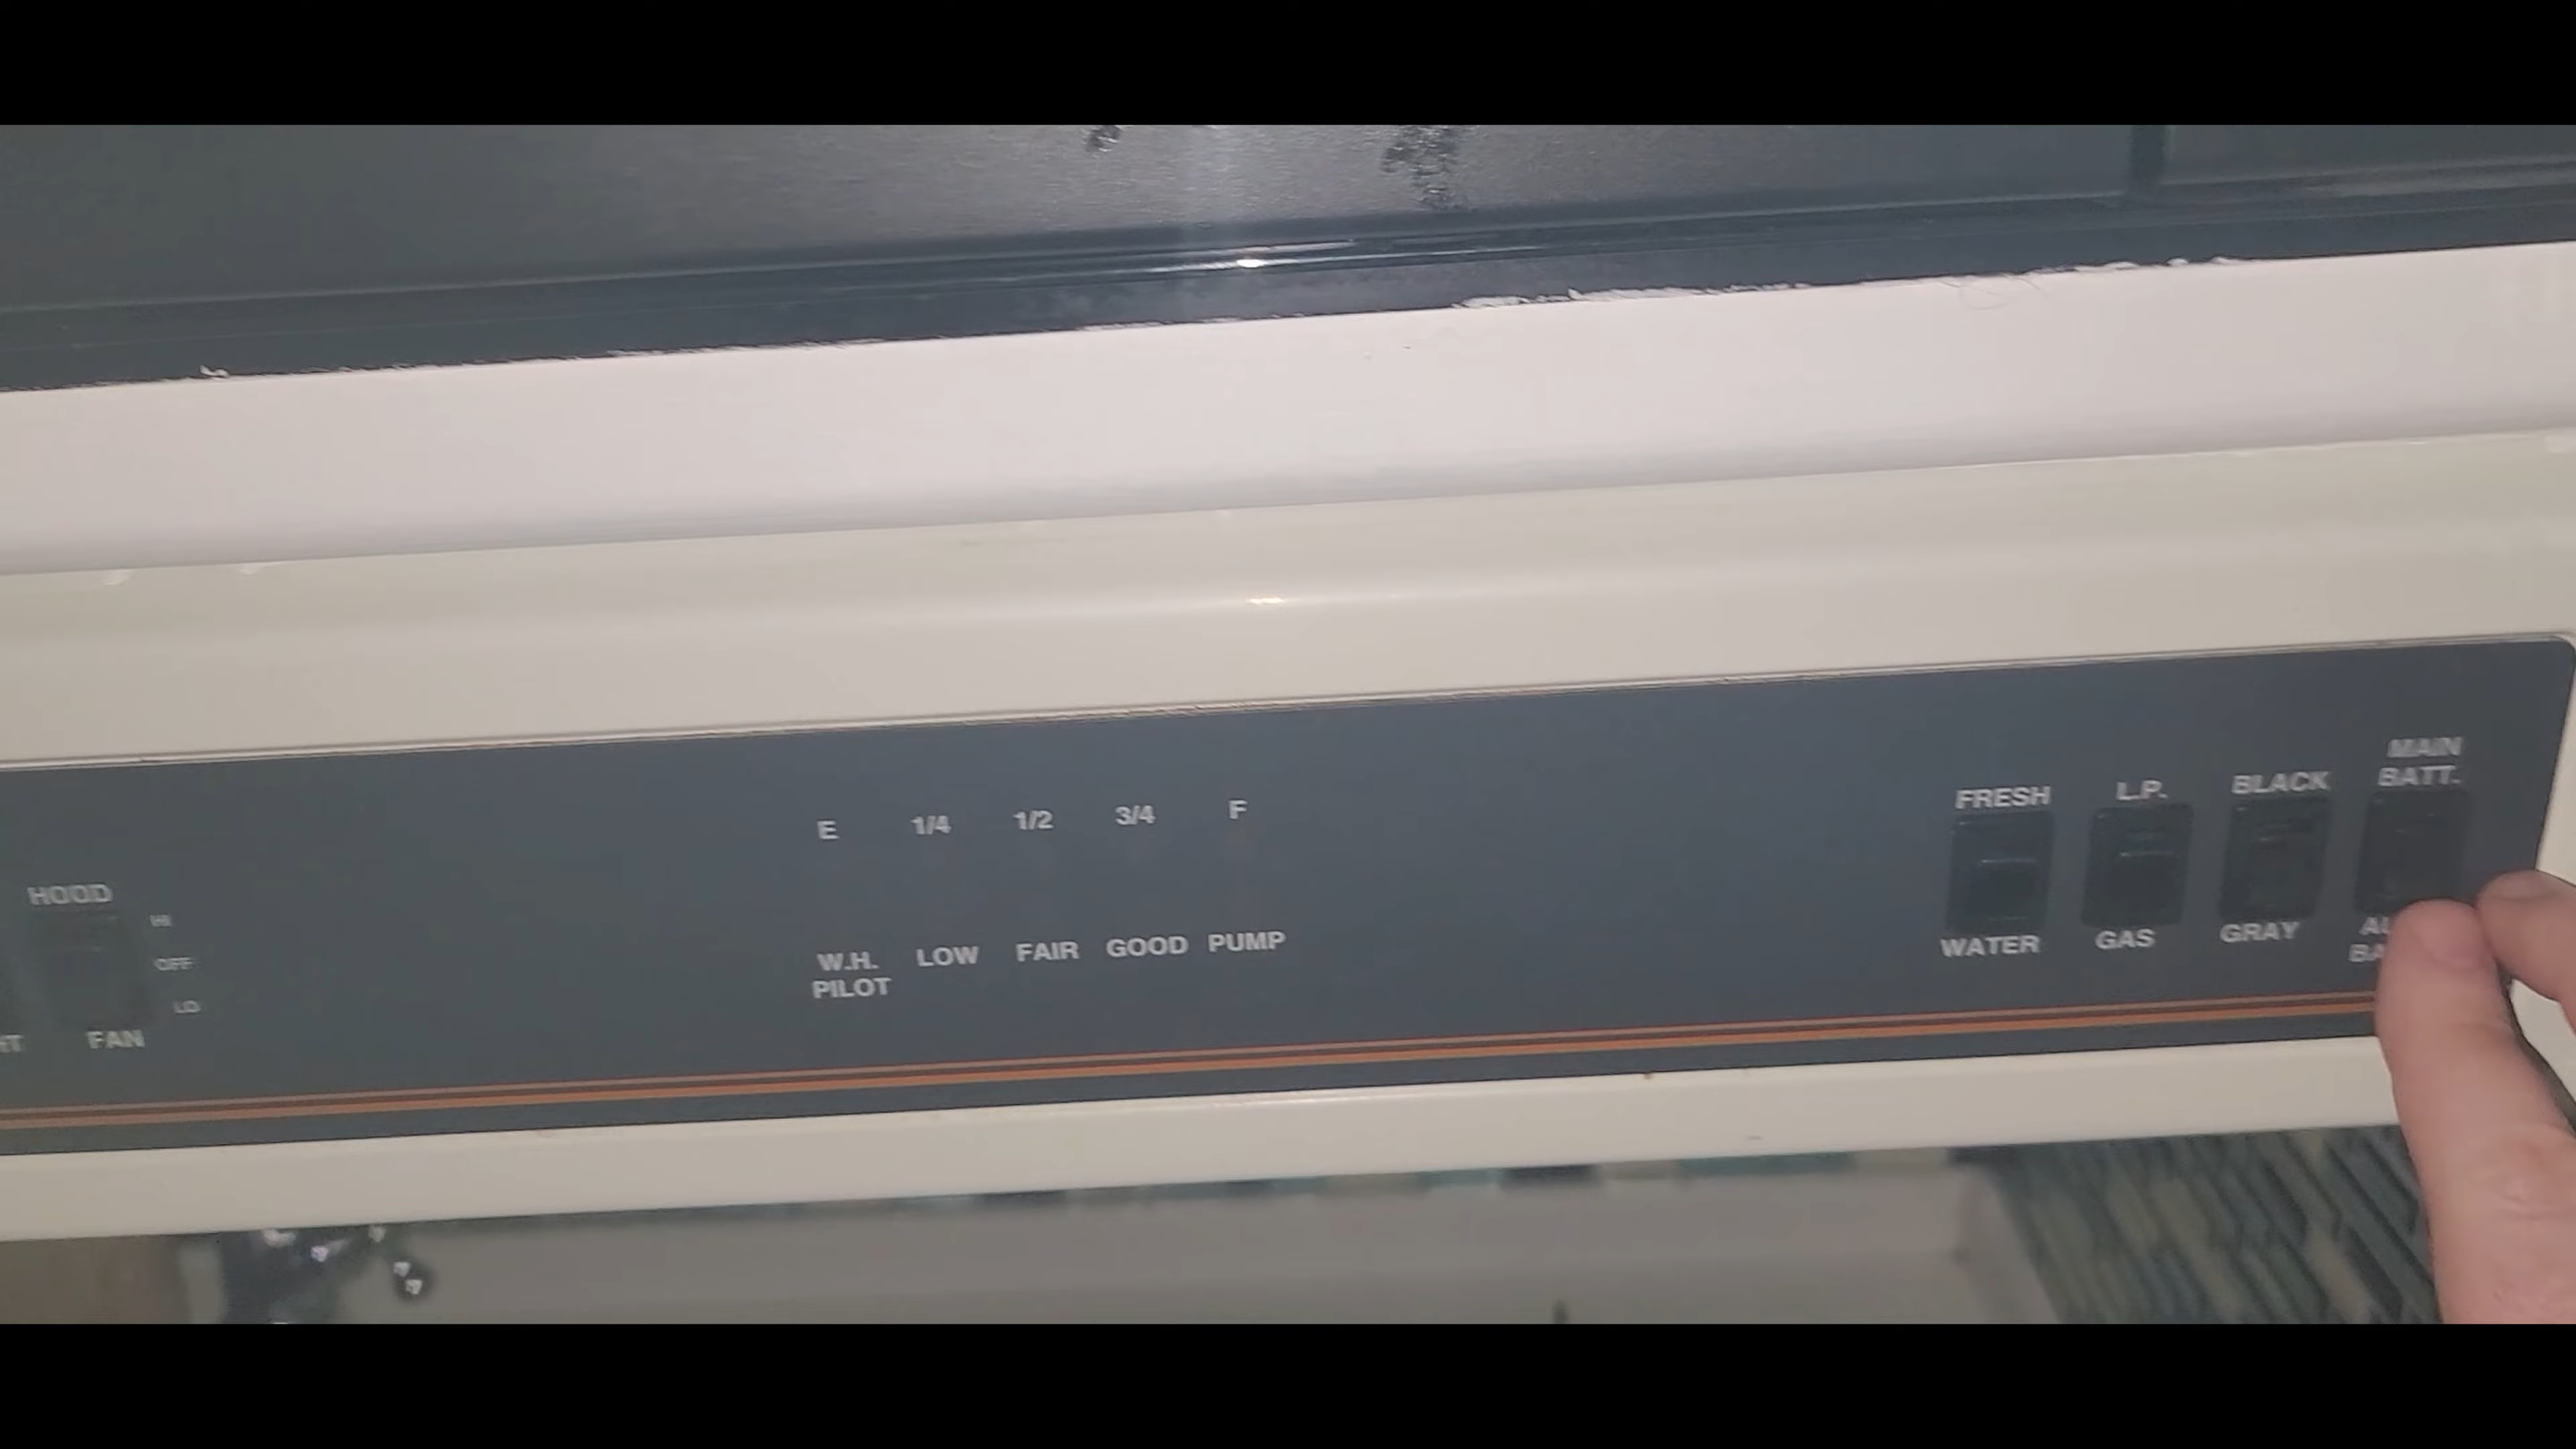 HOOD
HI
OFF
LO
FAN
E 1/4 1/2 3/4 F
W.H. LOW FAIR GOOD PUMP
PILOT
FRESH
WATER
L.P.
GAS
BLACK
GRAY
MAIN
BATT.